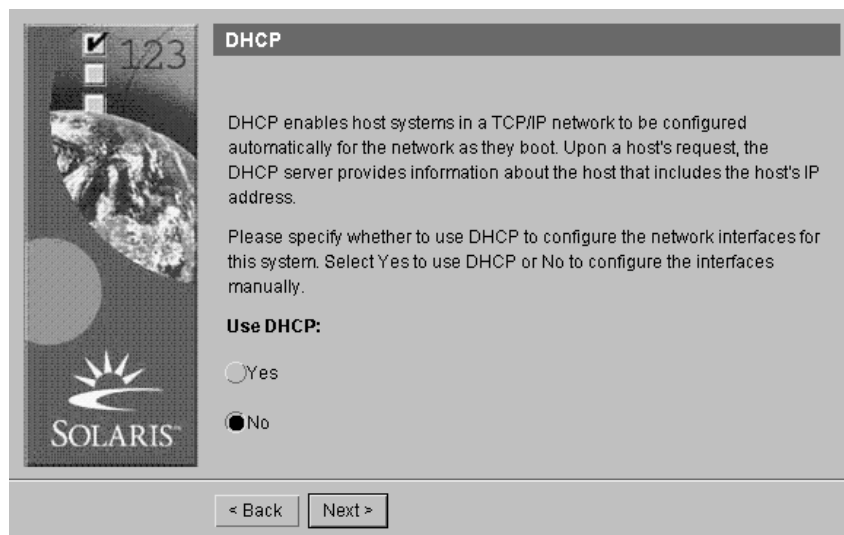 123
DHCP
DHCP enables host systems in a TCP/IP network to be configured
automatically for the network as they boot. Upon a host's request, the
DHCP server provides information about the host that includes the host's IP
address.
Please specify whether to use DHCP to configure the network interfaces for
this system. Select Yes to use DHCP or No to configure the interfaces
manually.
Use DHCP:
Yes
No
SOLARIS™
< Back
Next >